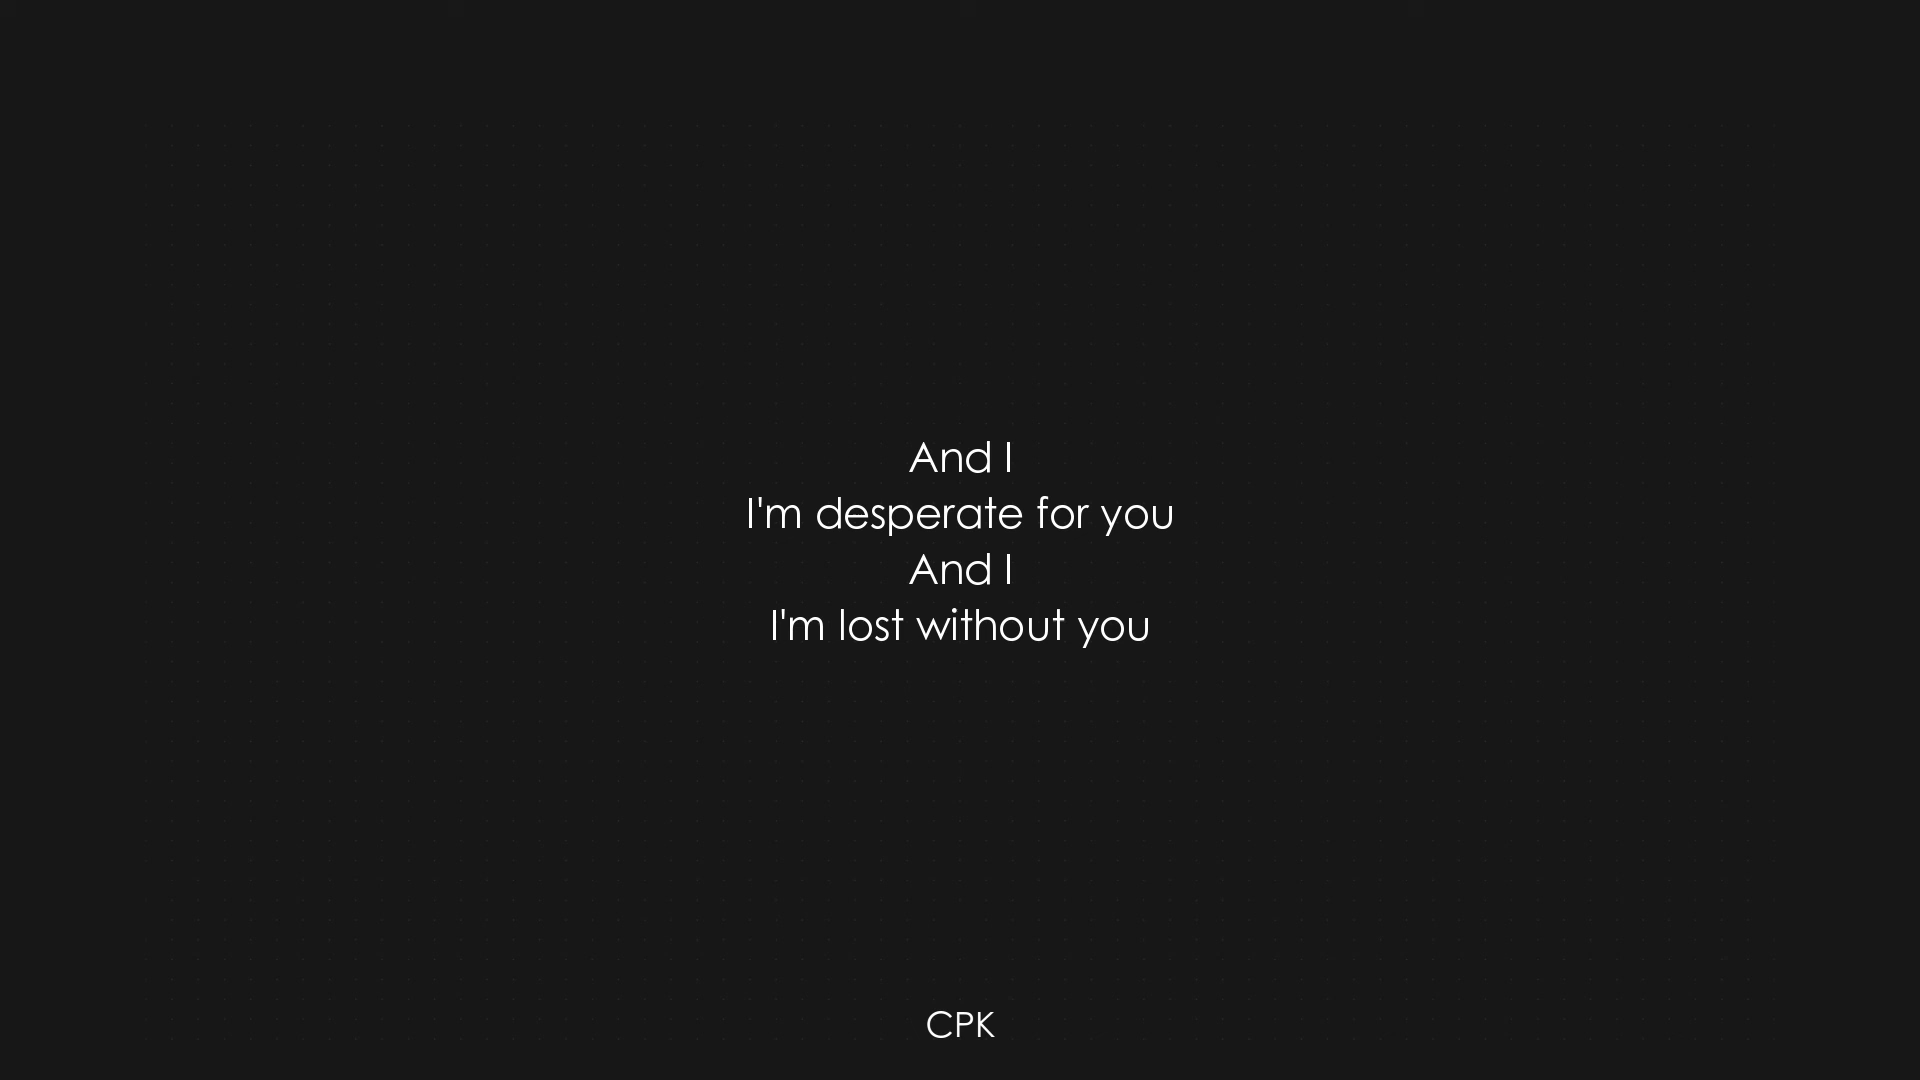 And I
I'm desperate for you
And I
I'm lost without you
CPK